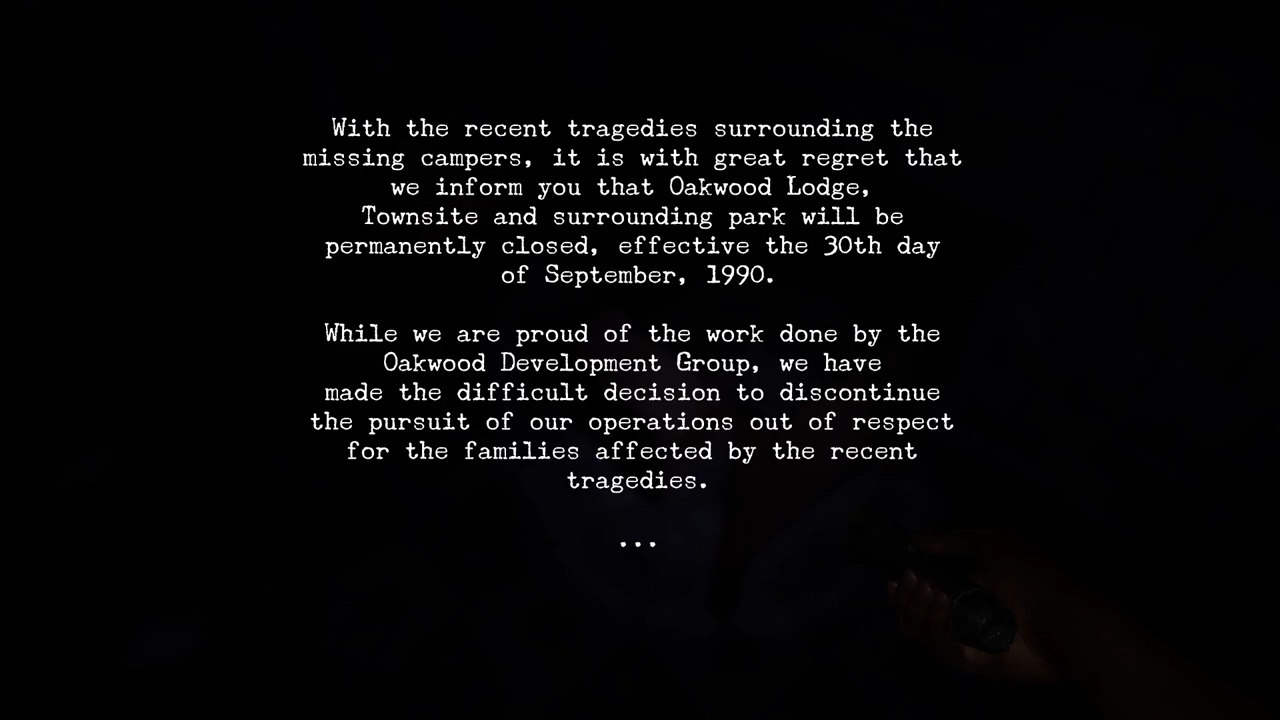 With the recent tragedies surrounding the
missing campers, it is with great regret that
we inform you that Oakwood Lodge,
Townsite and surrounding park will be
permanently closed, effective the 30th day
of September, 1990.
While we are proud of the work done by the
Oakwood Development Group, we have
made the difficult decision to discontinue
the pursuit of our operations out of respect
for the families affected by the recent
tragedies.
...